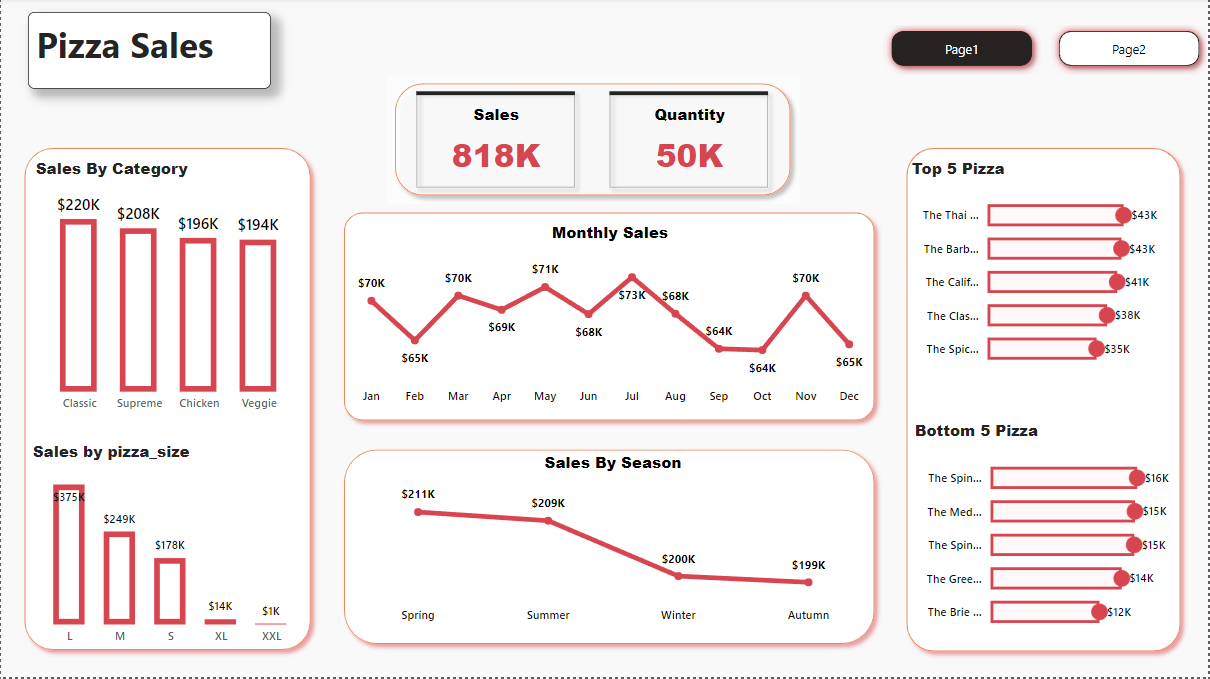 Pizza Sales
Page1
Page2
Sales
818K
Quantity
50K
Sales By Category
$220K
$208K
$196K
$194K
Classic
Supreme
Chicken
Veggie
Sales by pizza_size
$375K
$249K
$178K
$14K
$1K
L
M
S
XL
XXL
Monthly Sales
$70K
$65K
$70K
$69K
$71K
$68K
$73K
$68K
$64K
$64K
$70K
$65K
Jan
Feb
Mar
Apr
May
Jun
Jul
Aug
Sep
Oct
Nov
Dec
Sales By Season
$211K
$209K
$200K
$199K
Spring
Summer
Winter
Autumn
Top 5 Pizza
The Thai ... $43K
The Barb... $43K
The Calif... $41K
The Clas... $38K
The Spic... $35K
Bottom 5 Pizza
The Spin... $16K
The Med... $15K
The Spin... $15K
The Gree... $14K
The Brie ... $12K